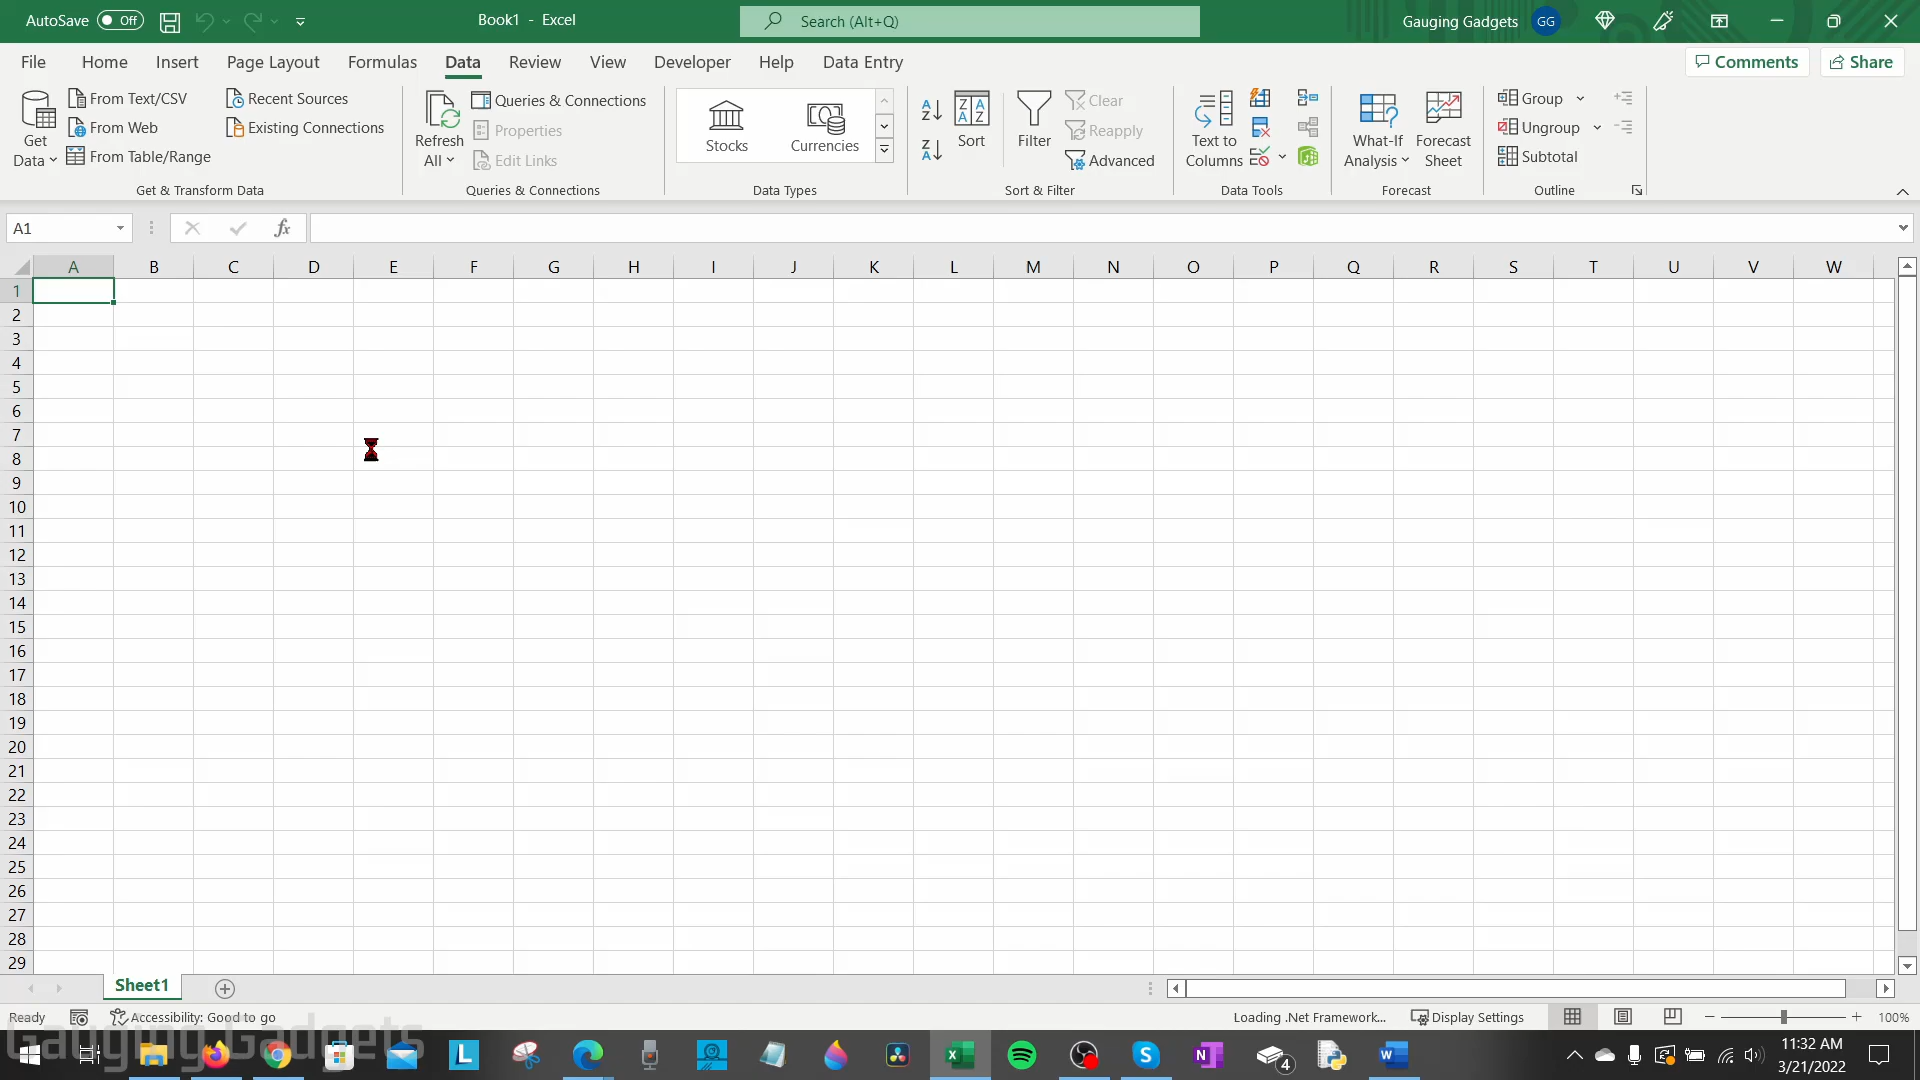 AutoSave Off
Book1 - Excel
Search (Alt+Q)
Gauging Gadgets GG
File Home Insert Page Layout Formulas Data Review View Developer Help Data Entry
Comments Share
Get Data
From Text/CSV
From Web
From Table/Range
Recent Sources
Existing Connections
Get & Transform Data
Refresh All
Queries & Connections
Properties
Edit Links
Queries & Connections
Stocks
Currencies
Data Types
Sort
Filter
Clear
Reapply
Advanced
Sort & Filter
Text to Columns
Data Tools
What-If Analysis
Forecast Sheet
Forecast
Group
Ungroup
Subtotal
Outline
A1
fx
A B C D E F G H I J K L M N O P Q R S T U V W
1
2
3
4
5
6
7
8
9
10
11
12
13
14
15
16
17
18
19
20
21
22
23
24
25
26
27
28
29
Sheet1
Ready
Accessibility: Good to go
Loading .Net Framework...
Display Settings
100%
Gauging Gadgets
4
11:32 AM
3/21/2022